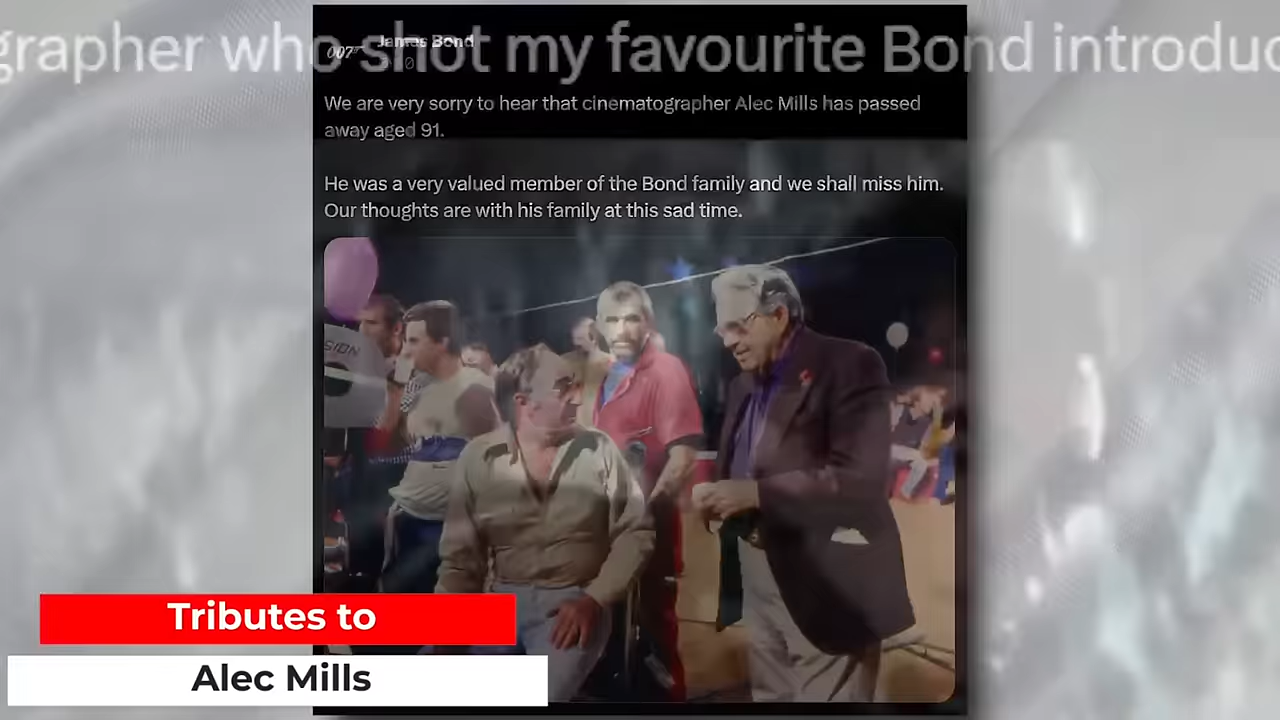 grapher who shot my favourite Bond introduc
007
James Bond
We are very sorry to hear that cinematographer Alec Mills has passed
away aged 91.
He was a very valued member of the Bond family and we shall miss him.
Our thoughts are with his family at this sad time.
SION
Tributes to
Alec Mills